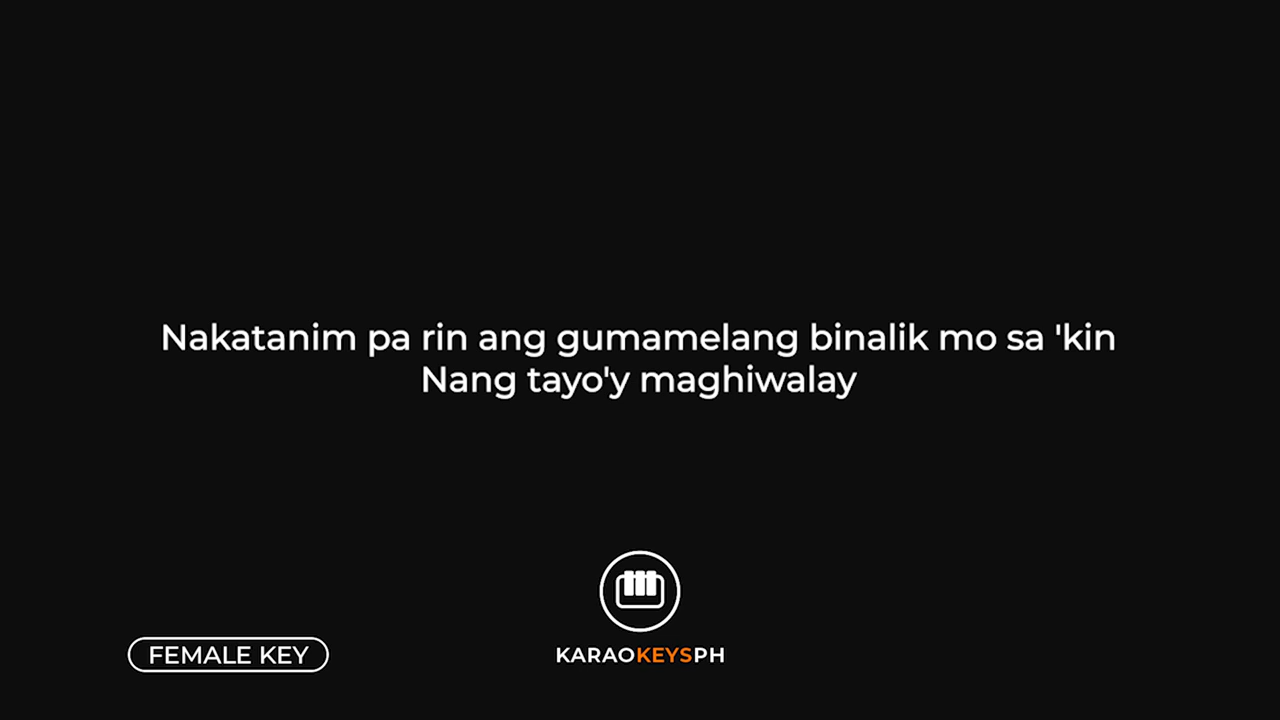 Nakatanim pa rin ang gumamelang binalik mo sa 'kin
Nang tayo'y maghiwalay
FEMALE KEY
KARAOKEYSPH